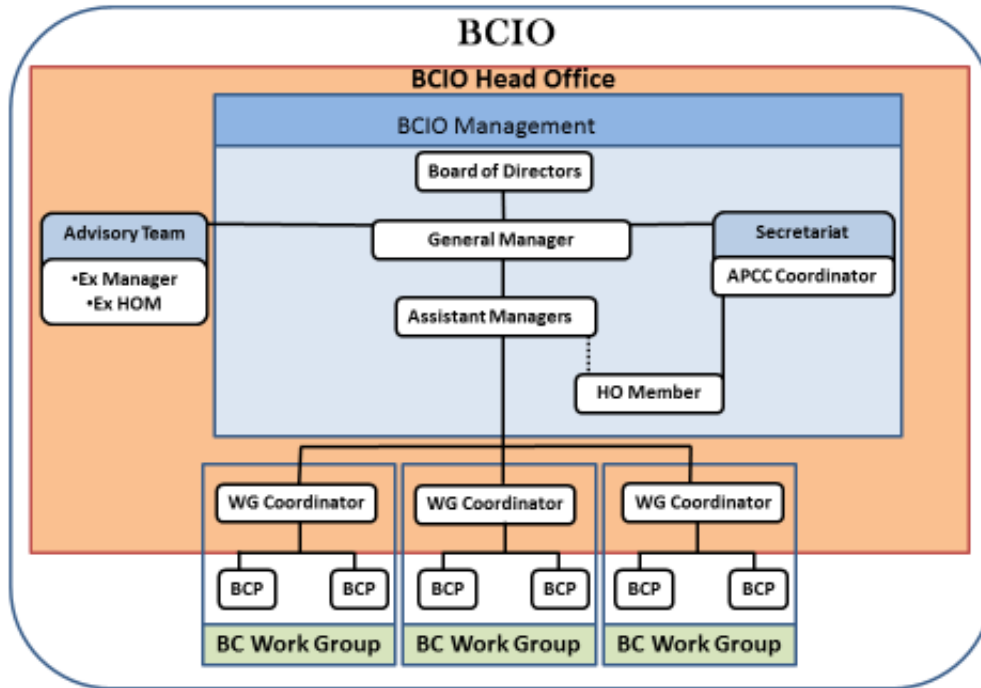 BCIO
BCIO Head Office
BCIO Management
Board of Directors
Advisory Team
General Manager
Secretariat
•Ex Manager
•Ex HOM
APCC Coordinator
Assistant Managers
HO Member
WG Coordinator
WG Coordinator
WG Coordinator
BCP
BCP
BCP
BCP
BCP
BCP
BC Work Group
BC Work Group
BC Work Group